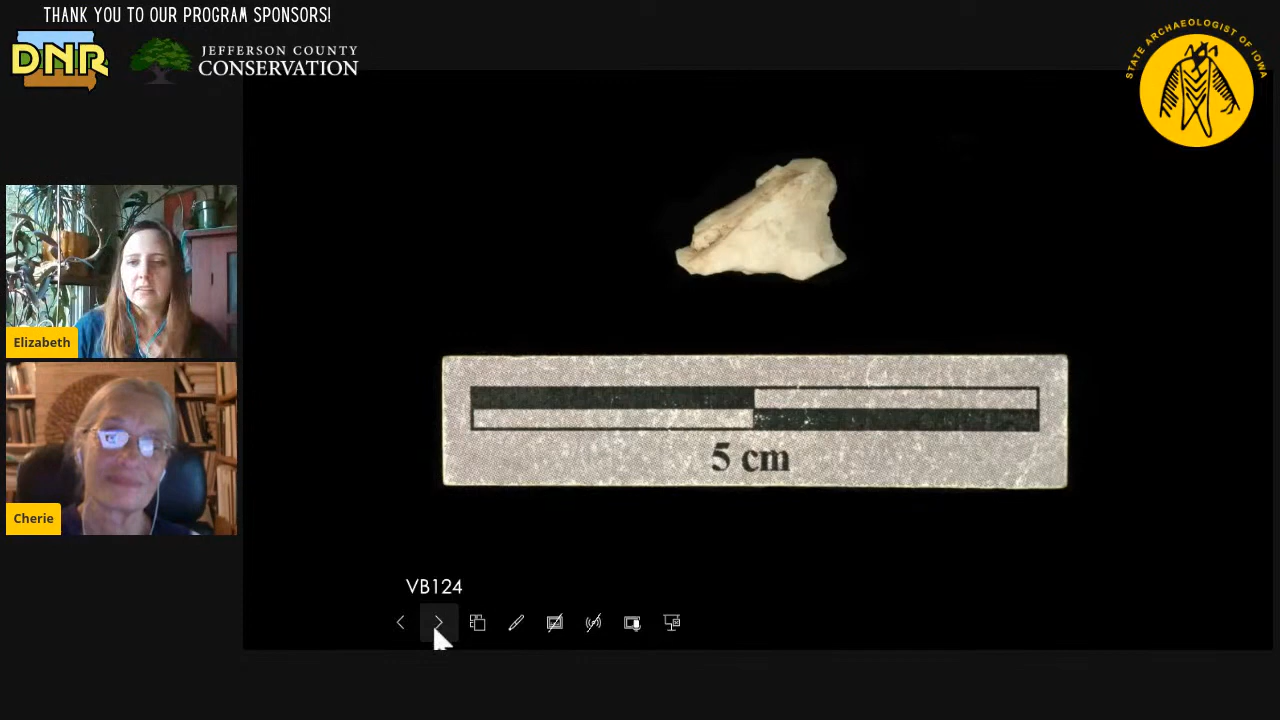 THANK YOU TO OUR PROGRAM SPONSORS!
DNR
JEFFERSON COUNTY
CONSERVATION
STATE ARCHAEOLOGIST OF IOWA
Elizabeth
Cherie
5 cm
VB124